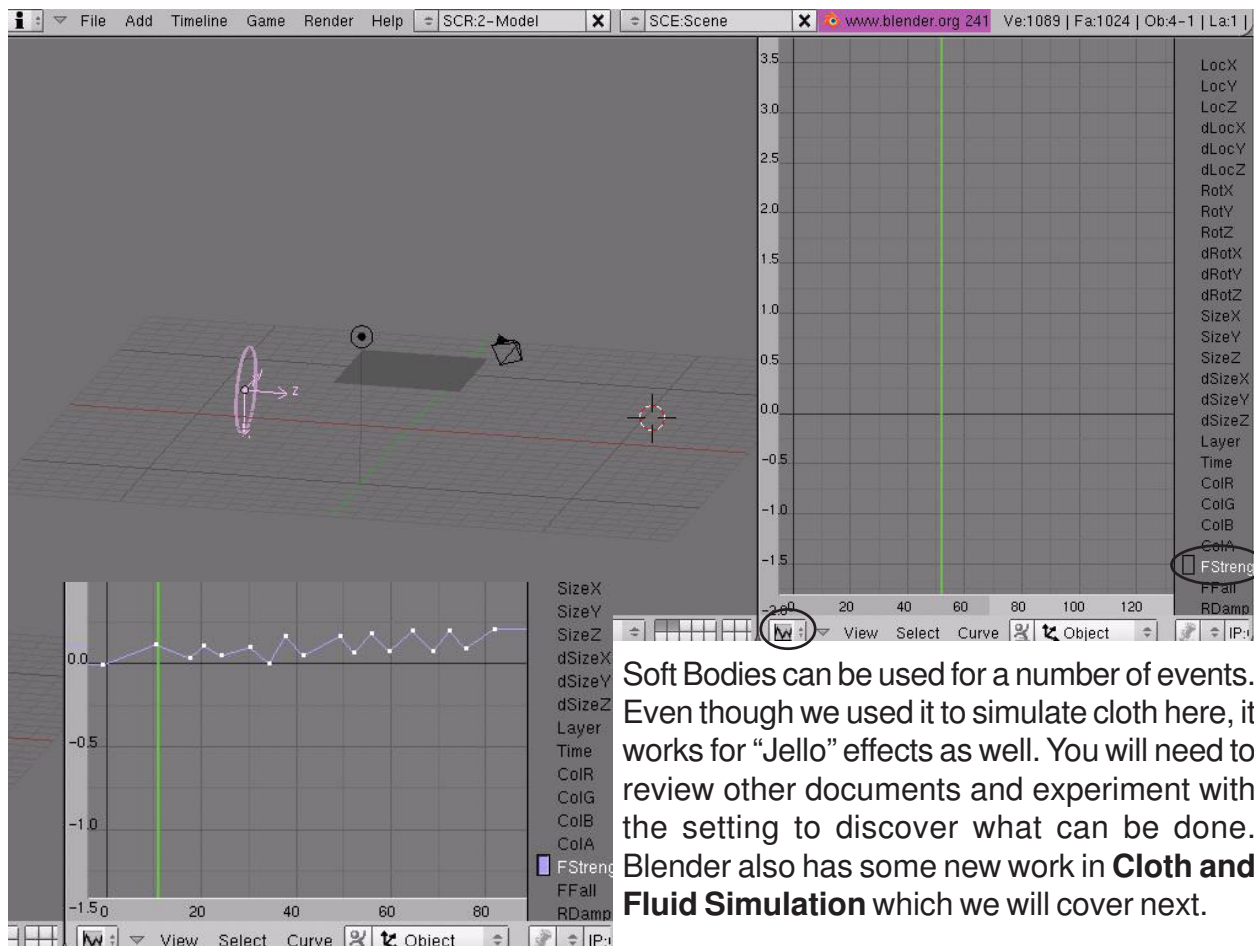 File Add Timeline Game Render Help SCR:2-Model X SCE:Scene X www.blender.org 241 Ve:1089 | Fa:1024 | Ob:4-1 | La:1 |
3.5
3.0
2.5
2.0
1.5
1.0
0.5
0.0
-0.5
-1.0
-1.5
-2.0
0 20 40 60 80 100 120
LocX
LocY
LocZ
dLocX
dLocY
dLocZ
RotX
RotY
RotZ
dRotX
dRotY
dRotZ
SizeX
SizeY
SizeZ
dSizeX
dSizeY
dSizeZ
Layer
Time
ColR
ColG
ColB
ColA
FStreng
FFall
RDamp
View Select Curve Object IP:
z
0.0
-0.5
-1.0
-1.5
0 20 40 60 80
SizeX
SizeY
SizeZ
dSizeX
dSizeY
dSizeZ
Layer
Time
ColR
ColG
ColB
ColA
FStreng
FFall
RDamp
View Select Curve Object IP:
Soft Bodies can be used for a number of events.
Even though we used it to simulate cloth here, it
works for “Jello” effects as well. You will need to
review other documents and experiment with
the setting to discover what can be done.
Blender also has some new work in Cloth and
Fluid Simulation which we will cover next.